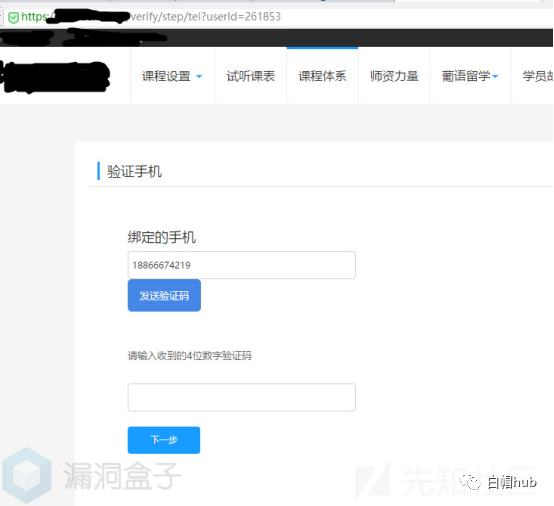 https:/ /verify/step/tel?userId=261853
课程设置 试听课表 课程体系 师资力量 葡语留学 学员故
验证手机
绑定的手机
18866674219
发送验证码
请输入收到的4位数字验证码
下一步
漏洞盒子 先知社区
白帽hub